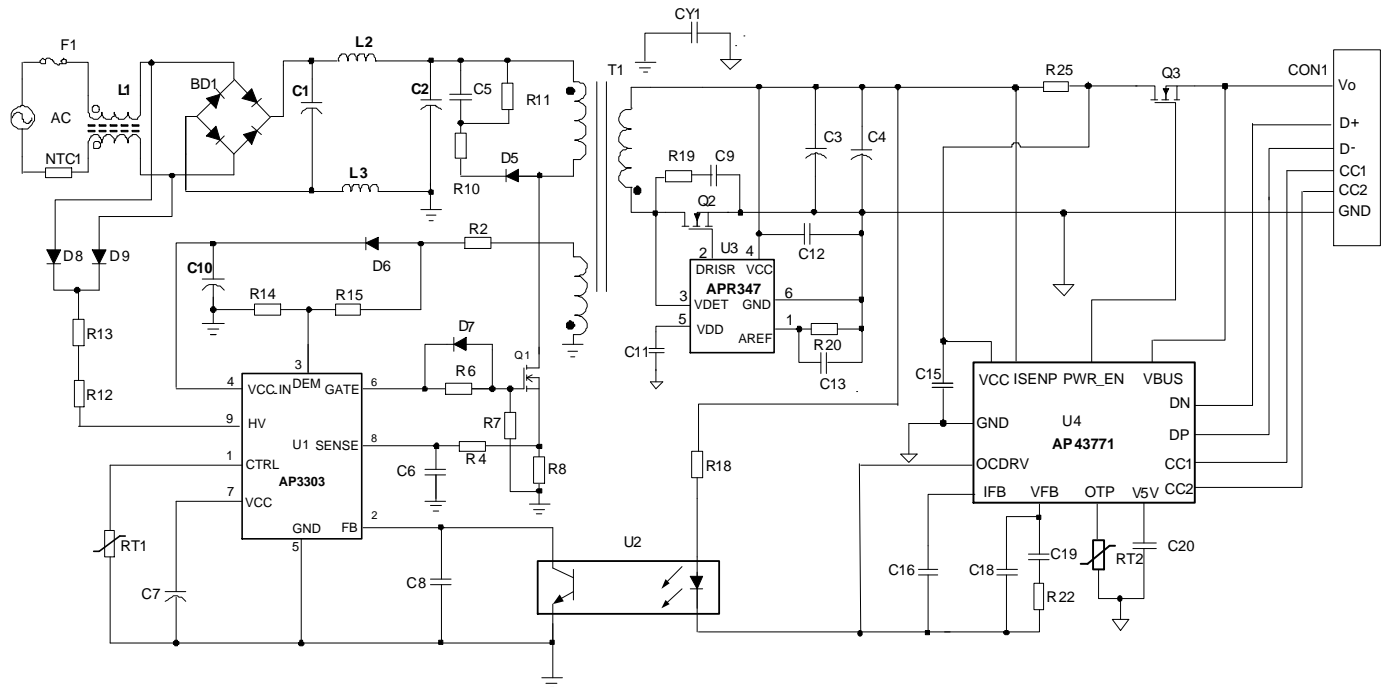 CY1
F1
L2
T1
R25
Q3
CON1
L1
BD1
C1
C2
C5
R11
Vo
AC
D+
C3
C4
NTC1
D5
R19
C9
D-
L3
R10
CC1
Q2
CC2
GND
R2
U3
C12
D8
D9
D6
2
4
C10
DRISR
VCC
APR347
R14
R15
3
VDET
GND
6
R13
D7
5
VDD
1
AREF
R20
C11
3
Q1
C13
R6
C15
VCC
ISENP
PWR_EN
VBUS
4
VCC.IN
DEM
GATE
6
R12
DN
R7
GND
U4
9
HV
AP43771
DP
U1
SENSE
8
R4
R18
OCDRV
CC1
1
CTRL
C6
R8
AP3303
IFB
VFB
OTP
V5V
CC2
7
VCC
GND
FB
2
RT1
5
U2
C19
RT2
C20
C7
C8
C16
C18
R22